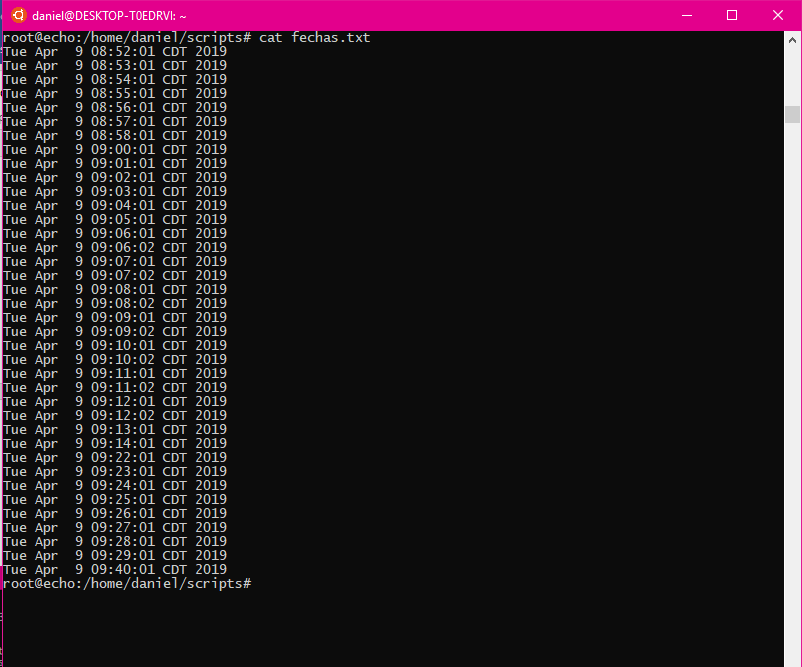 daniel@DESKTOP-T0EDRVI: ~
root@echo:/home/daniel/scripts# cat fechas.txt
Tue Apr  9 08:52:01 CDT 2019
Tue Apr  9 08:53:01 CDT 2019
Tue Apr  9 08:54:01 CDT 2019
Tue Apr  9 08:55:01 CDT 2019
Tue Apr  9 08:56:01 CDT 2019
Tue Apr  9 08:57:01 CDT 2019
Tue Apr  9 08:58:01 CDT 2019
Tue Apr  9 09:00:01 CDT 2019
Tue Apr  9 09:01:01 CDT 2019
Tue Apr  9 09:02:01 CDT 2019
Tue Apr  9 09:03:01 CDT 2019
Tue Apr  9 09:04:01 CDT 2019
Tue Apr  9 09:05:01 CDT 2019
Tue Apr  9 09:06:01 CDT 2019
Tue Apr  9 09:06:02 CDT 2019
Tue Apr  9 09:07:01 CDT 2019
Tue Apr  9 09:07:02 CDT 2019
Tue Apr  9 09:08:01 CDT 2019
Tue Apr  9 09:08:02 CDT 2019
Tue Apr  9 09:09:01 CDT 2019
Tue Apr  9 09:09:02 CDT 2019
Tue Apr  9 09:10:01 CDT 2019
Tue Apr  9 09:10:02 CDT 2019
Tue Apr  9 09:11:01 CDT 2019
Tue Apr  9 09:11:02 CDT 2019
Tue Apr  9 09:12:01 CDT 2019
Tue Apr  9 09:12:02 CDT 2019
Tue Apr  9 09:13:01 CDT 2019
Tue Apr  9 09:14:01 CDT 2019
Tue Apr  9 09:22:01 CDT 2019
Tue Apr  9 09:23:01 CDT 2019
Tue Apr  9 09:24:01 CDT 2019
Tue Apr  9 09:25:01 CDT 2019
Tue Apr  9 09:26:01 CDT 2019
Tue Apr  9 09:27:01 CDT 2019
Tue Apr  9 09:28:01 CDT 2019
Tue Apr  9 09:29:01 CDT 2019
Tue Apr  9 09:40:01 CDT 2019
root@echo:/home/daniel/scripts#